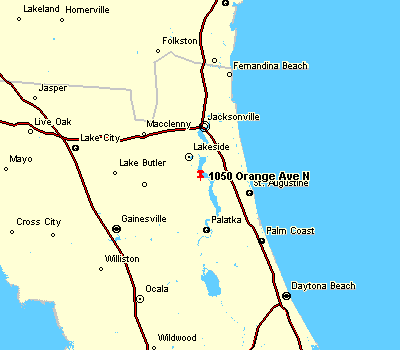 Lakeland Homerville
Folkston
Fernandina Beach
Jasper
Jacksonville
Live Oak
Lake City
Macclenny
Lakeside
Mayo
Lake Butler
1050 Orange Ave N
St. Augustine
Cross City
Gainesville
Palatka
Palm Coast
Williston
Ocala
Daytona Beach
Wildwood